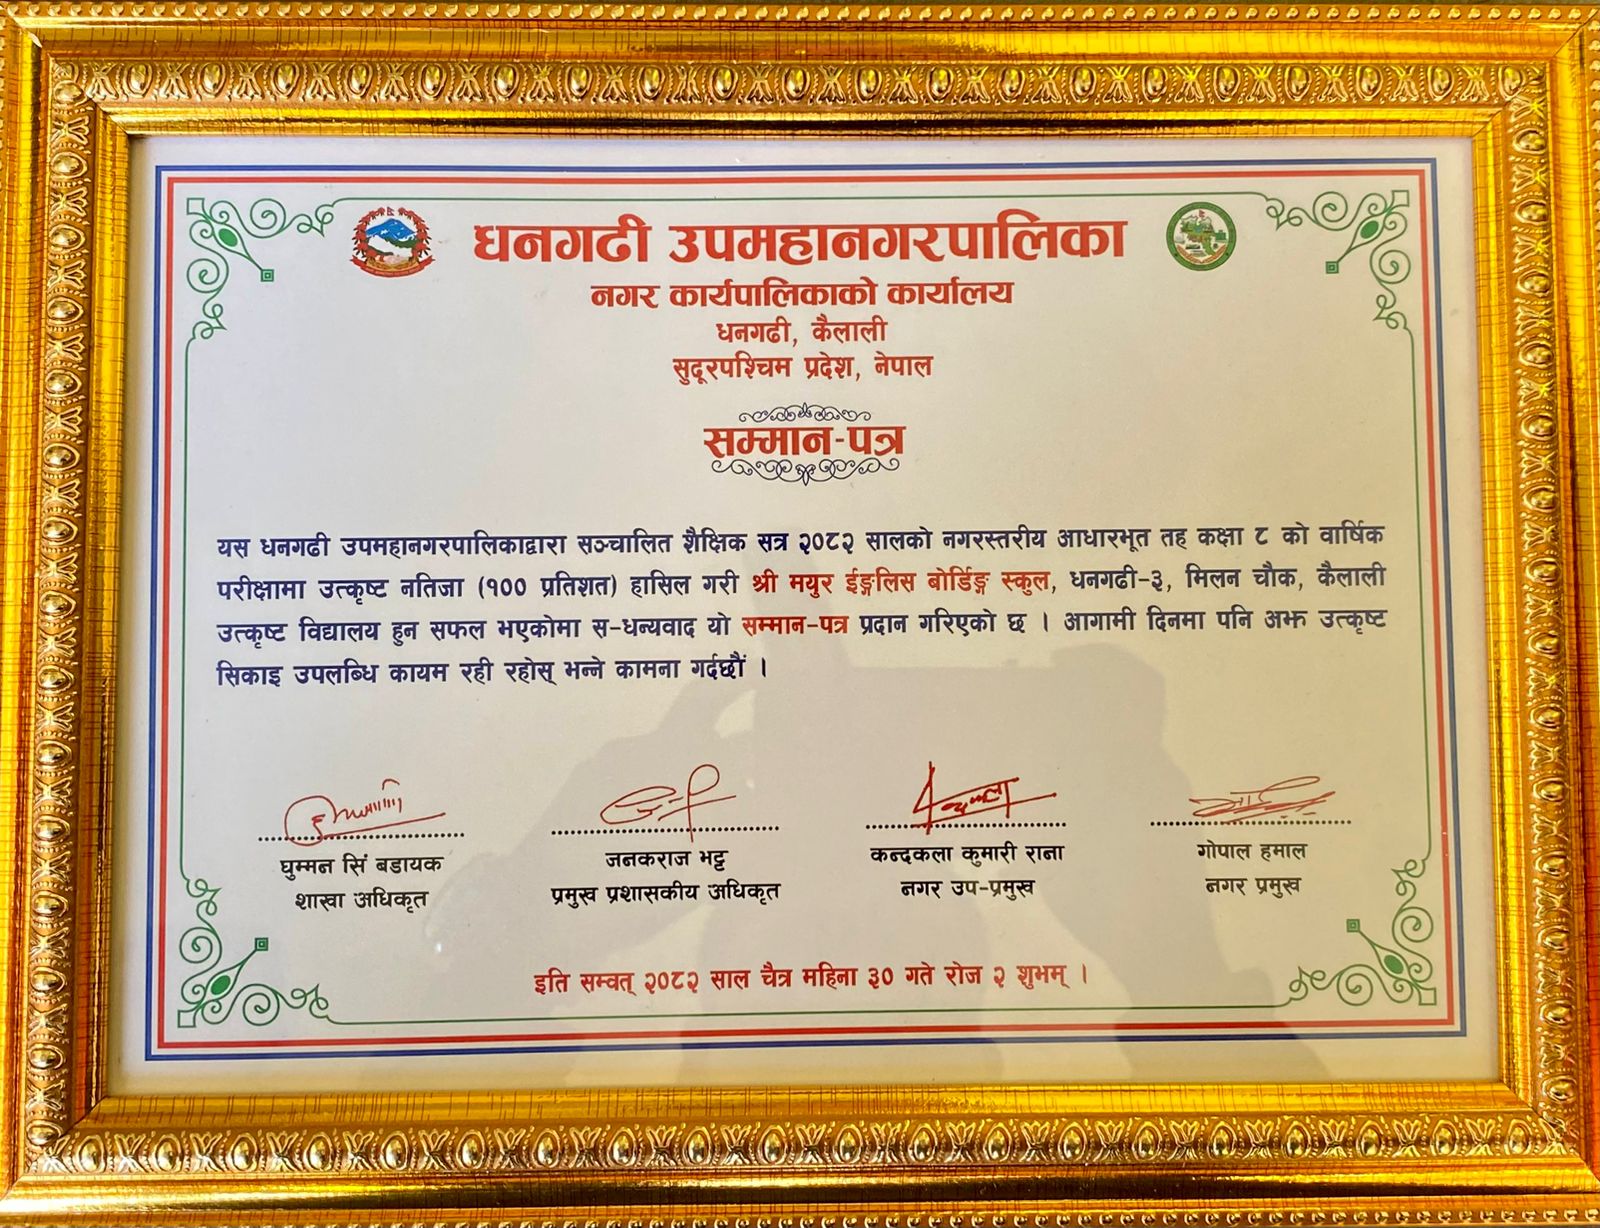 धनगढी उपमहानगरपालिका
नगर कार्यपालिकाको कार्यालय
धनगढी, कैलाली
सुदूरपश्चिम प्रदेश, नेपाल
सम्मान-पत्र
यस धनगढी उपमहानगरपालिकाद्वारा सञ्चालित शैक्षिक सत्र २०८२ सालको नगरस्तरीय आधारभूत तह कक्षा ८ को वार्षिक
परीक्षामा उत्कृष्ट नतिजा (१०० प्रतिशत) हासिल गरी श्री मयुर ईङ्गलिस बोर्डिङ्ग स्कुल, धनगढी-३, मिलन चौक, कैलाली
उत्कृष्ट विद्यालय हुन सफल भएकोमा स-धन्यवाद यो सम्मान-पत्र प्रदान गरिएको छ । आगामी दिनमा पनि अझ उत्कृष्ट
सिकाइ उपलब्धि कायम रही रहोस् भन्ने कामना गर्दछौं ।
घुम्मन सिं बडायक
शाखा अधिकृत
जनकराज भट्ट
प्रमुख प्रशासकीय अधिकृत
कन्दकला कुमारी राना
नगर उप-प्रमुख
गोपाल हमाल
नगर प्रमुख
इति सम्वत् २०८२ साल चैत्र महिना ३० गते रोज २ शुभम् ।